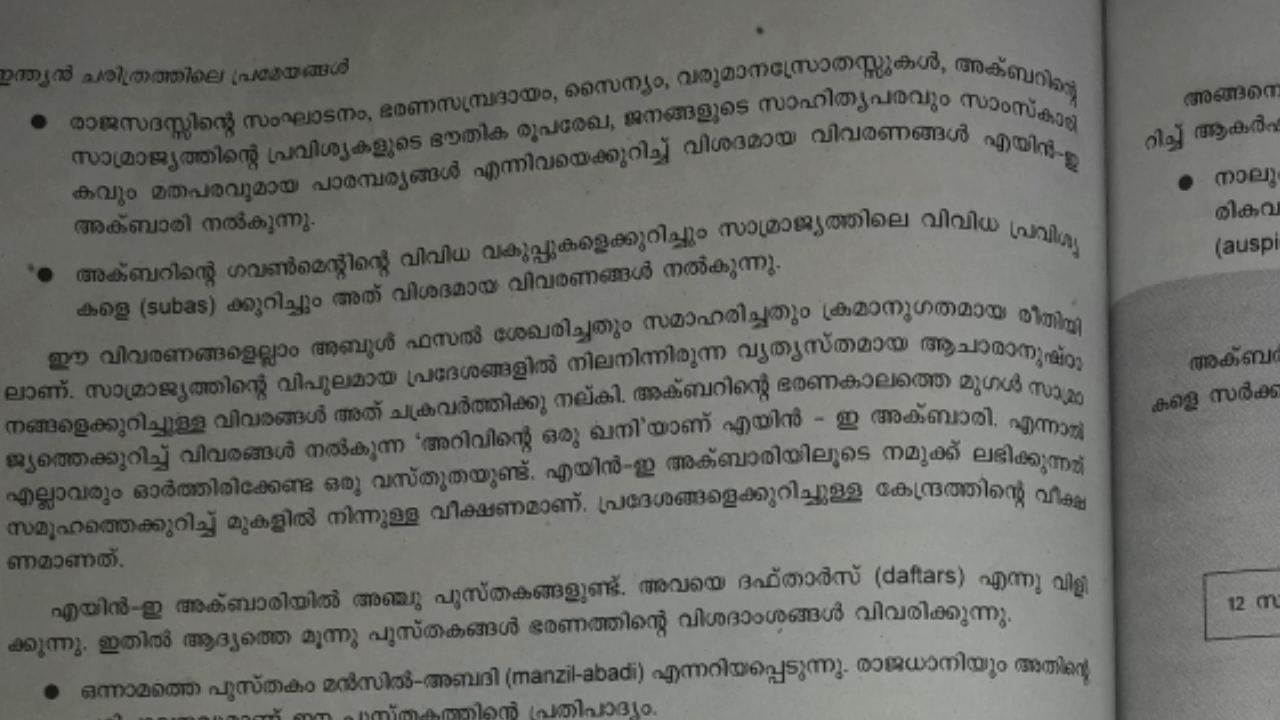 ഇന്ത്യൻ ചരിത്രത്തിലെ പ്രമേയങ്ങൾ
● രാജസദസ്സിന്റെ സംഘാടനം, ഭരണസമ്പ്രദായം, സൈന്യം, വരുമാനസ്രോതസ്സുകൾ, അക്ബറിന്റെ
സാമ്രാജ്യത്തിന്റെ പ്രവിശ്യകളുടെ ഭൗതിക രൂപരേഖ, ജനങ്ങളുടെ സാഹിത്യപരവും സാംസ്കാരി
കവും മതപരവുമായ പാരമ്പര്യങ്ങൾ എന്നിവയെക്കുറിച്ച് വിശദമായ വിവരണങ്ങൾ എയിൻ-ഇ
അക്ബാരി നൽകുന്നു.
● അക്ബറിന്റെ ഗവൺമെന്റിന്റെ വിവിധ വകുപ്പുകളെക്കുറിച്ചും സാമ്രാജ്യത്തിലെ വിവിധ പ്രവിശ്യ
കളെ (subas) ക്കുറിച്ചും അത് വിശദമായ വിവരണങ്ങൾ നൽകുന്നു.
ഈ വിവരണങ്ങളെല്ലാം അബുൾ ഫസൽ ശേഖരിച്ചതും സമാഹരിച്ചതും ക്രമാനുഗതമായ രീതിയി
ലാണ്. സാമ്രാജ്യത്തിന്റെ വിപുലമായ പ്രദേശങ്ങളിൽ നിലനിന്നിരുന്ന വ്യത്യസ്തമായ ആചാരാനുഷ്ഠാ
നങ്ങളെക്കുറിച്ചുള്ള വിവരങ്ങൾ അത് ചക്രവർത്തിക്കു നല്കി. അക്ബറിന്റെ ഭരണകാലത്തെ മുഗൾ സാമ്രാ
ജ്യത്തെക്കുറിച്ച് വിവരങ്ങൾ നൽകുന്ന 'അറിവിന്റെ ഒരു ഖനി'യാണ് എയിൻ - ഇ അക്ബാരി. എന്നാൽ
എല്ലാവരും ഓർത്തിരിക്കേണ്ട ഒരു വസ്തുതയുണ്ട്. എയിൻ-ഇ അക്ബാരിയിലൂടെ നമുക്ക് ലഭിക്കുന്നത്
സമൂഹത്തെക്കുറിച്ച് മുകളിൽ നിന്നുള്ള വീക്ഷണമാണ്. പ്രദേശങ്ങളെക്കുറിച്ചുള്ള കേന്ദ്രത്തിന്റെ വീക്ഷ
ണമാണത്.
എയിൻ-ഇ അക്ബാരിയിൽ അഞ്ചു പുസ്തകങ്ങളുണ്ട്. അവയെ ദഫ്താർസ് (daftars) എന്നു വിളി
ക്കുന്നു. ഇതിൽ ആദ്യത്തെ മൂന്നു പുസ്തകങ്ങൾ ഭരണത്തിന്റെ വിശദാംശങ്ങൾ വിവരിക്കുന്നു.
● ഒന്നാമത്തെ പുസ്തകം മൻസിൽ-അബദി (manzil-abadi) എന്നറിയപ്പെടുന്നു. രാജധാനിയും അതിന്റെ
ഈ പുസ്തകത്തിന്റെ പ്രതിപാദ്യം.
അങ്ങനെ
റിച്ച്
● 
(auspi
അക്ബർ
കളെ
12